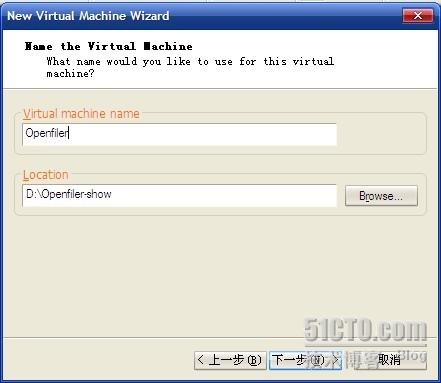 New Virtual Machine Wizard
Name the Virtual Machine
What name would you like to use for this virtual
machine?
Virtual machine name
Openfiler
Location
D:\Openfiler-show
Browse...
< 上一步(B)
下一步(N) >
取消
51CTO.com
技术博客 Blog